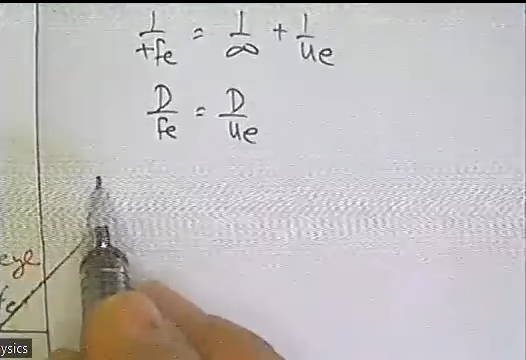 1/+fe = 1/∞ + 1/ue
D/fe = D/ue
eye
fe
ysics